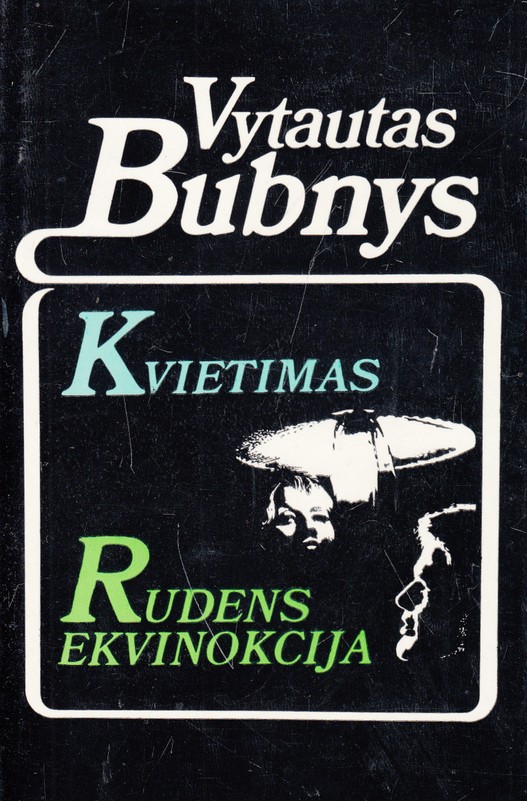 Vytautas
Bubnys
KVIETIMAS
RUDENS
EKVINOKCIJA